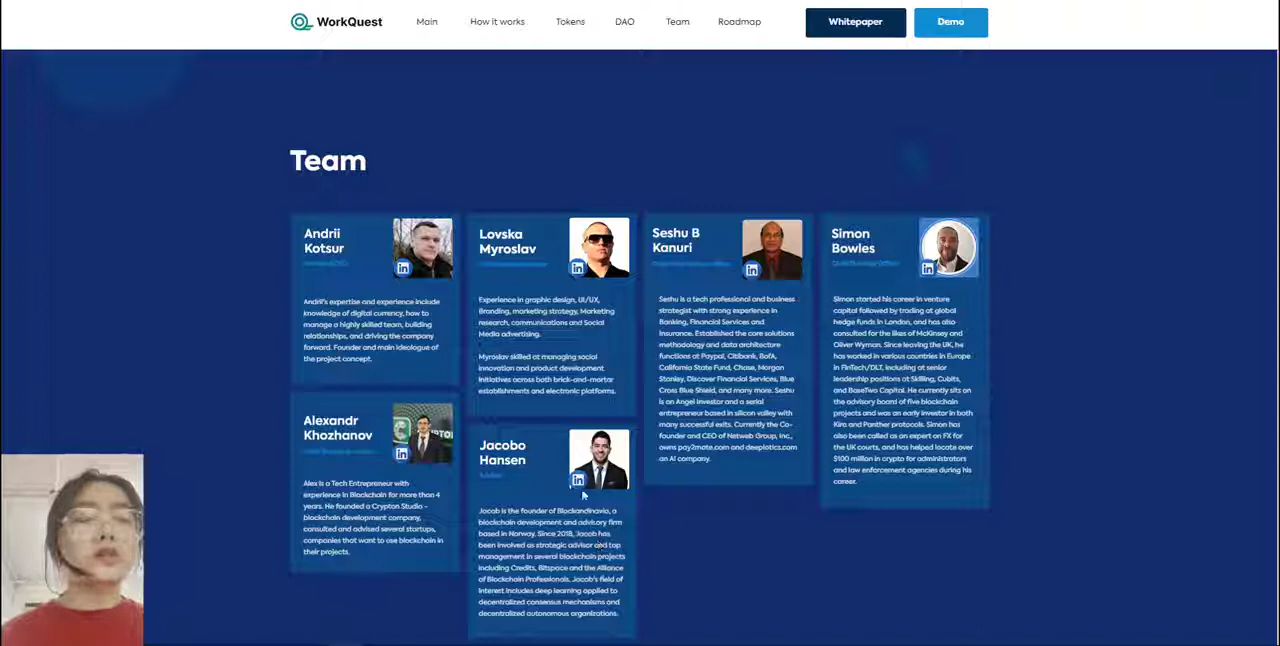 WorkQuest
Main
How it works
Tokens
DAO
Team
Roadmap
Whitepaper
Demo
Team
Andrii
Kotsur
Andrii's expertise and experience include
knowledge of digital currency, how to
manage a highly skilled team, building
relationships, and driving the company
forward. Founder and main ideologue of
the project concept.
Alexandr
Khozhanov
Alex is a Tech Entrepreneur with
experience in Blockchain for more than 4
years. He founded a Crypton Studio -
blockchain development company,
consulted and advised several startups,
companies that want to use blockchain in
their projects.
Lovska
Myroslav
Experience in graphic design, UI/UX,
Branding, marketing strategy, Marketing
research, communications and Social
Media advertising.
Myroslav skilled at managing social
innovation and product development
initiatives across both brick-and-mortar
establishments and electronic platforms.
Jacobo
Hansen
Jacob is the founder of Blockandinavia, a
blockchain development and advisory firm
based in Norway. Since 2018, Jacob has
been involved as strategic advisor and top
management in several blockchain projects
including Credits, Bitspace and the Alliance
of Blockchain Professionals. Jacob's field of
interest includes deep learning applied to
decentralized consensus mechanisms and
decentralized autonomous organizations.
Seshu B
Kanuri
Seshu is a tech professional and business
strategist with strong experience in
Banking, Financial Services and
Insurance. Established the core solutions
methodology and data architecture
functions at Paypal, Citibank, BofA,
California State Fund, Chase, Morgan
Stanley, Discover Financial Services, Blue
Cross Blue Shield, and many more. Seshu
is an Angel investor and a serial
entrepreneur based in silicon valley with
many successful exits. Currently the Co-
founder and CEO of Netweb Group, Inc.,
owns pay2mate.com and deeplotics.com
an AI company.
Simon
Bowles
Simon started his career in venture
capital followed by trading at global
hedge funds in London, and has also
consulted for the likes of McKinsey and
Oliver Wyman. Since leaving the UK, he
has worked in various countries in Europe
in FinTech/DLT, including at senior
leadership positions at Skilling, Cubits,
and BaseTwo Capital. He currently sits on
the advisory board of five blockchain
projects and was an early investor in both
Kira and Panther protocols. Simon has
also been called as an expert on FX for
the UK courts, and has helped locate over
$100 million in crypto for administrators
and law enforcement agencies during his
career.